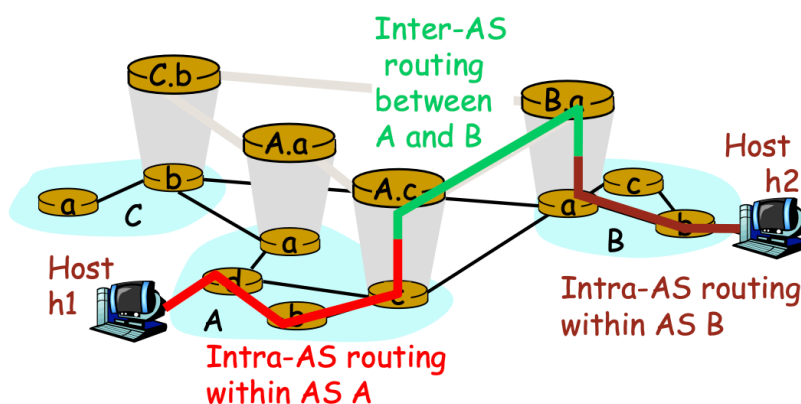 Inter-AS
routing
between
A and B
C.b
B.a
A.a
A.c
Host
h2
b
a
C
a
a
c
b
B
Host
h1
d
A
b
c
Intra-AS routing
within AS B
Intra-AS routing
within AS A